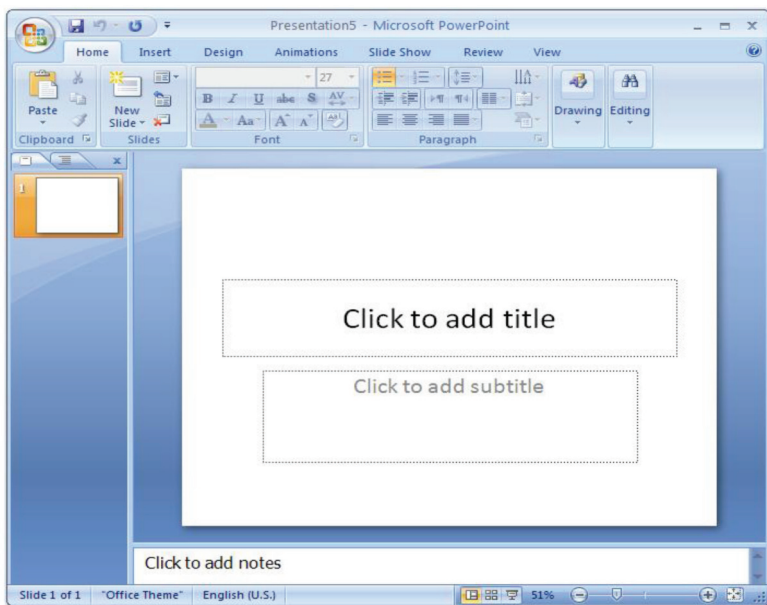 Presentation5 - Microsoft PowerPoint
Home Insert Design Animations Slide Show Review View
27
B I U abe S AV
Paste New Slide A Aa A A Drawing Editing
Clipboard Slides Font Paragraph
1
Click to add title
Click to add subtitle
Click to add notes
Slide 1 of 1 "Office Theme" English (U.S.) 51%